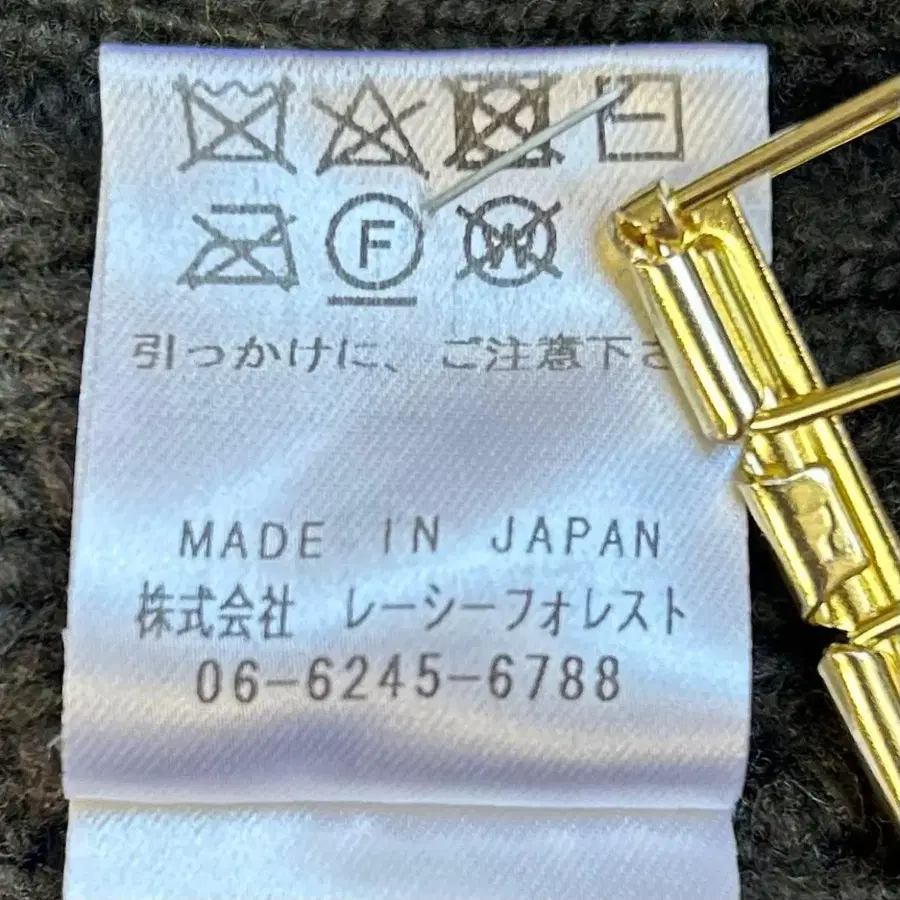 F W
引っかけに、ご注意下さ
MADE IN JAPAN
株式会社 レーシーフォレスト
06-6245-6788